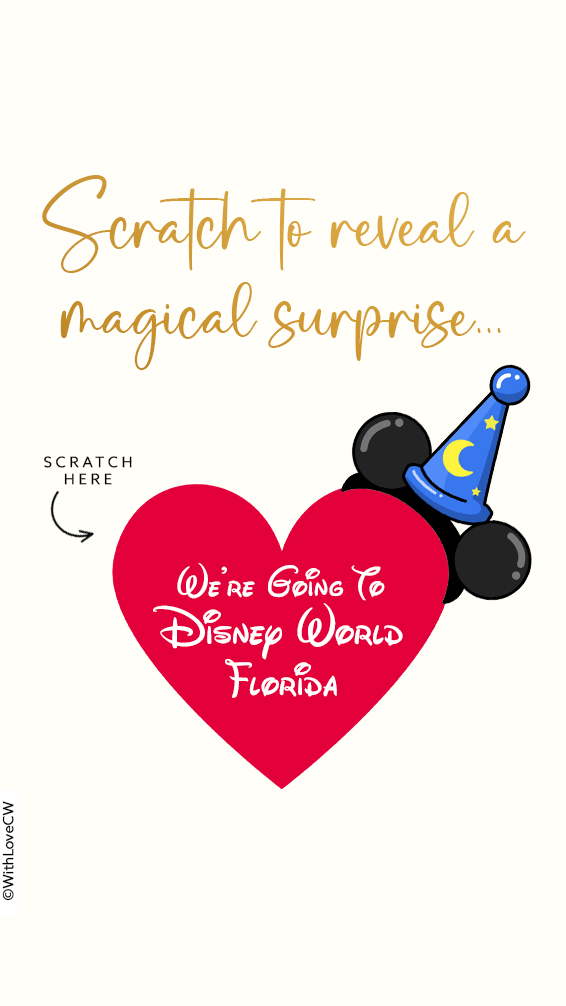 Scratch to reveal a
magical surprise...
SCRATCH
HERE
We're Going To
Disney World
Florida
©WithLoveCW